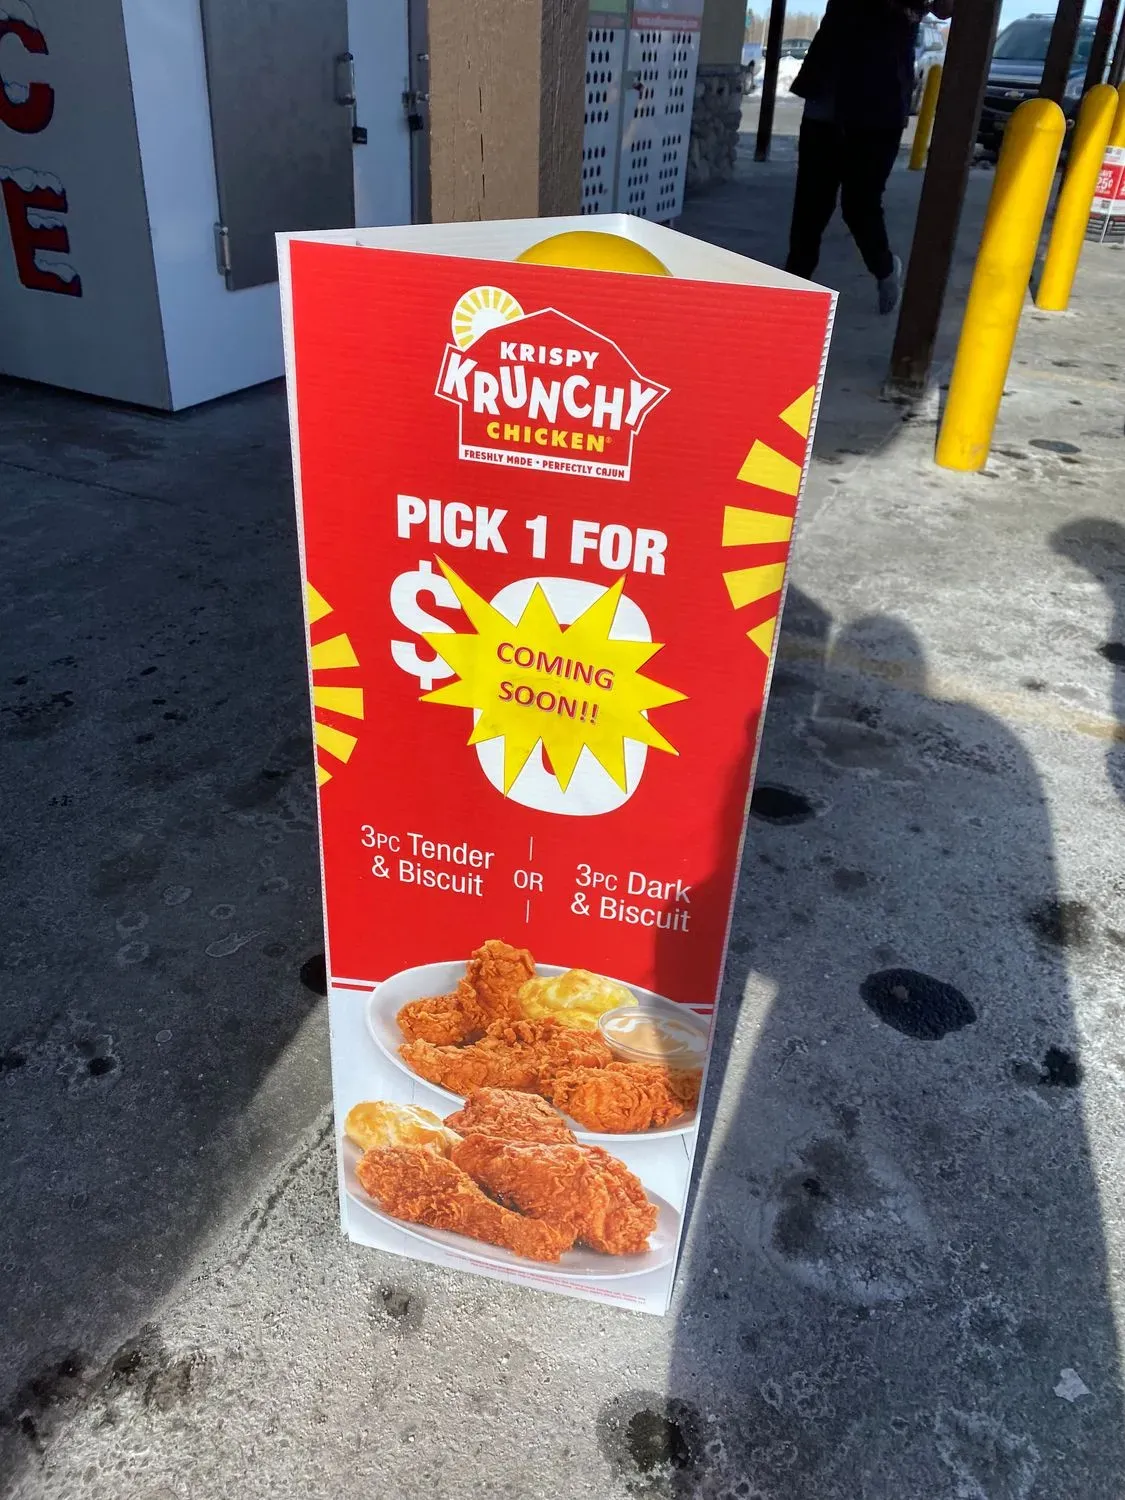 C
E
KRISPY
KRUNCHY
CHICKEN®
FRESHLY MADE • PERFECTLY CAJUN
PICK 1 FOR
$
COMING
SOON!!
3PC Tender
& Biscuit
OR
3PC Dark
& Biscuit
25¢